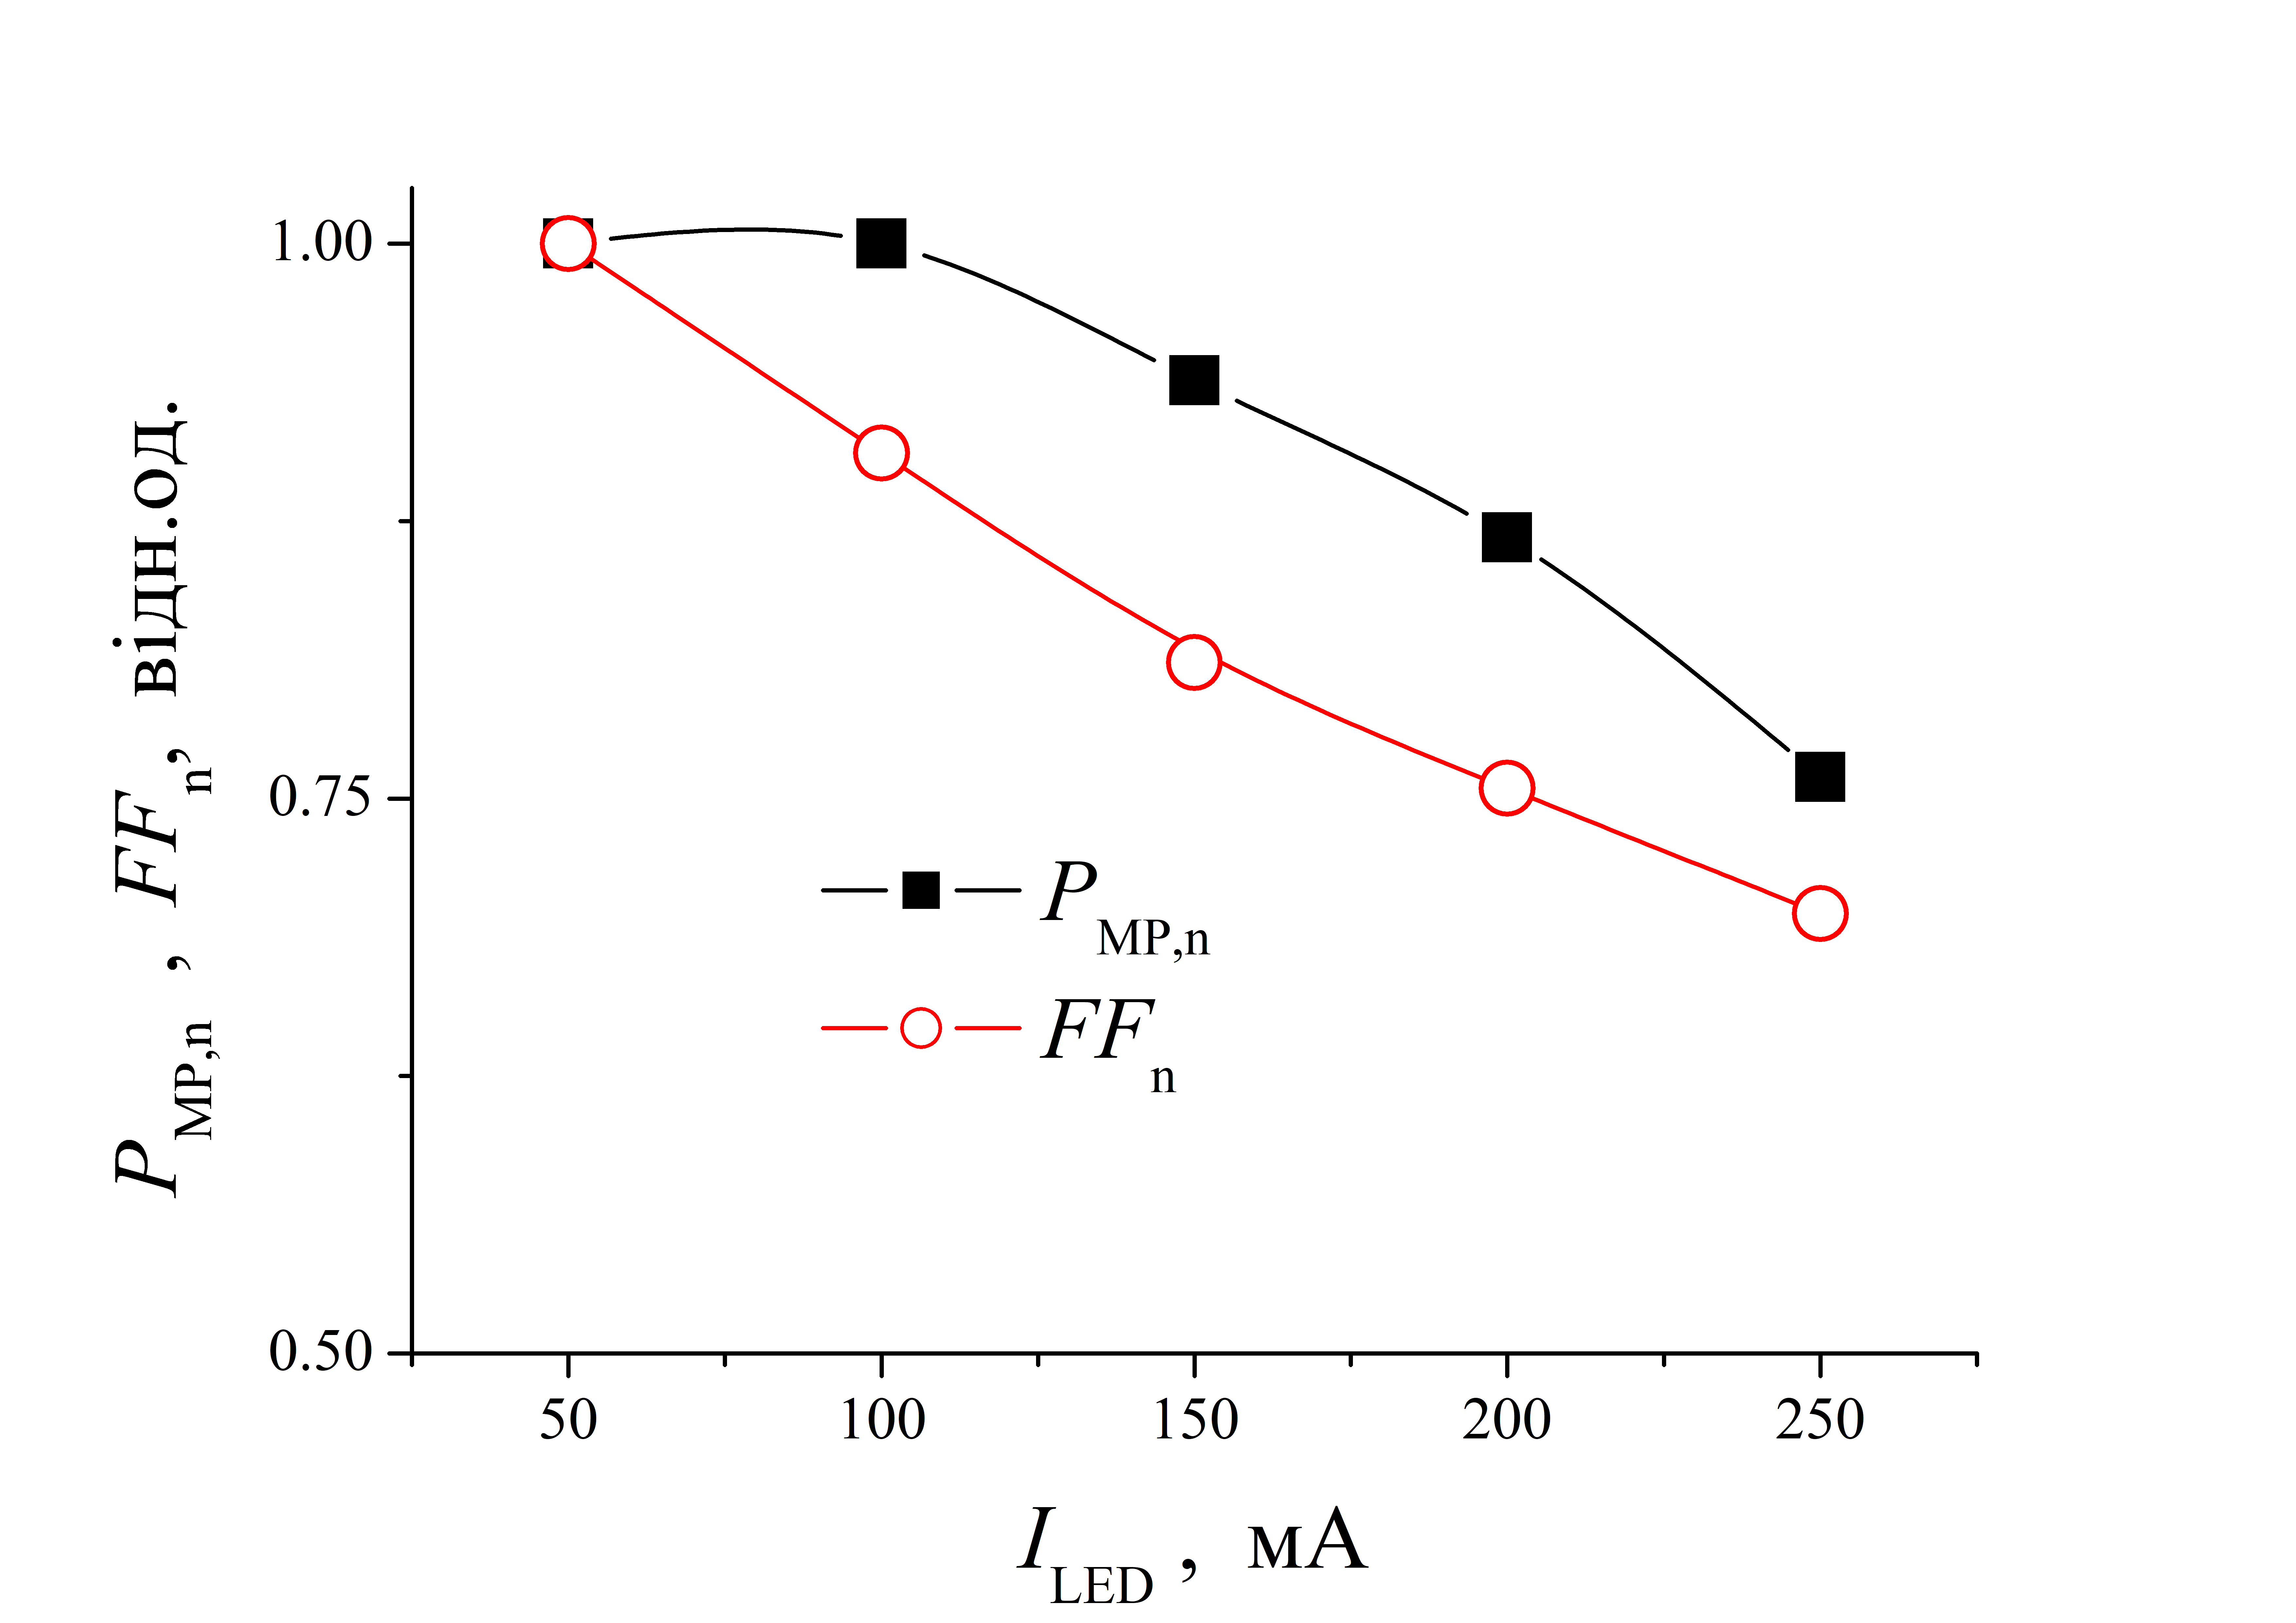 1.00
0.75
0.50
P MP,n , FF n, відн.од.
P MP,n
FF n
50 100 150 200 250
I LED , мА